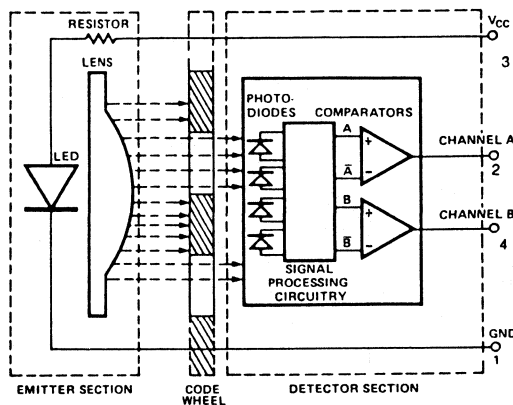 RESISTOR
VCC
3
LENS
LED
PHOTO-
DIODES
COMPARATORS
A
+
CHANNEL A
2
Ā
−
B
+
CHANNEL B
4
B̄
−
SIGNAL
PROCESSING
CIRCUITRY
GND
1
EMITTER SECTION
CODE
WHEEL
DETECTOR SECTION